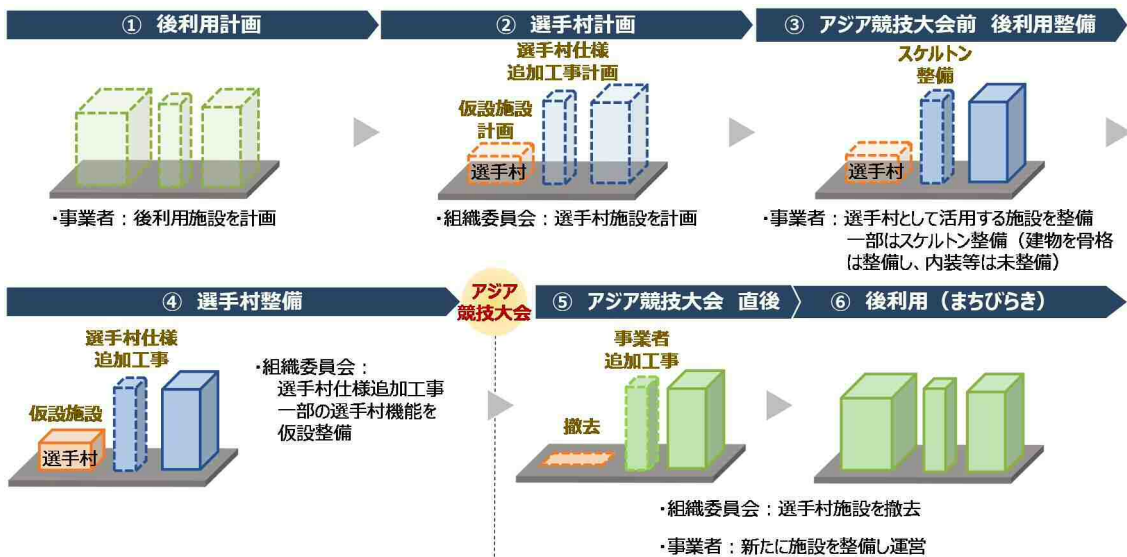 ① 後利用計画
② 選手村計画
③ アジア競技大会前 後利用整備
選手村仕様
追加工事計画
仮設施設
計画
選手村
スケルトン
整備
選手村
・事業者：後利用施設を計画
・組織委員会：選手村施設を計画
・事業者：選手村として活用する施設を整備
一部はスケルトン整備（建物を骨格
は整備し、内装等は未整備）
④ 選手村整備
アジア
競技大会
⑤ アジア競技大会 直後
⑥ 後利用（まちびらき）
選手村仕様
追加工事
仮設施設
選手村
・組織委員会：
選手村仕様追加工事
一部の選手村機能を
仮設整備
事業者
追加工事
撤去
・組織委員会：選手村施設を撤去
・事業者：新たに施設を整備し運営